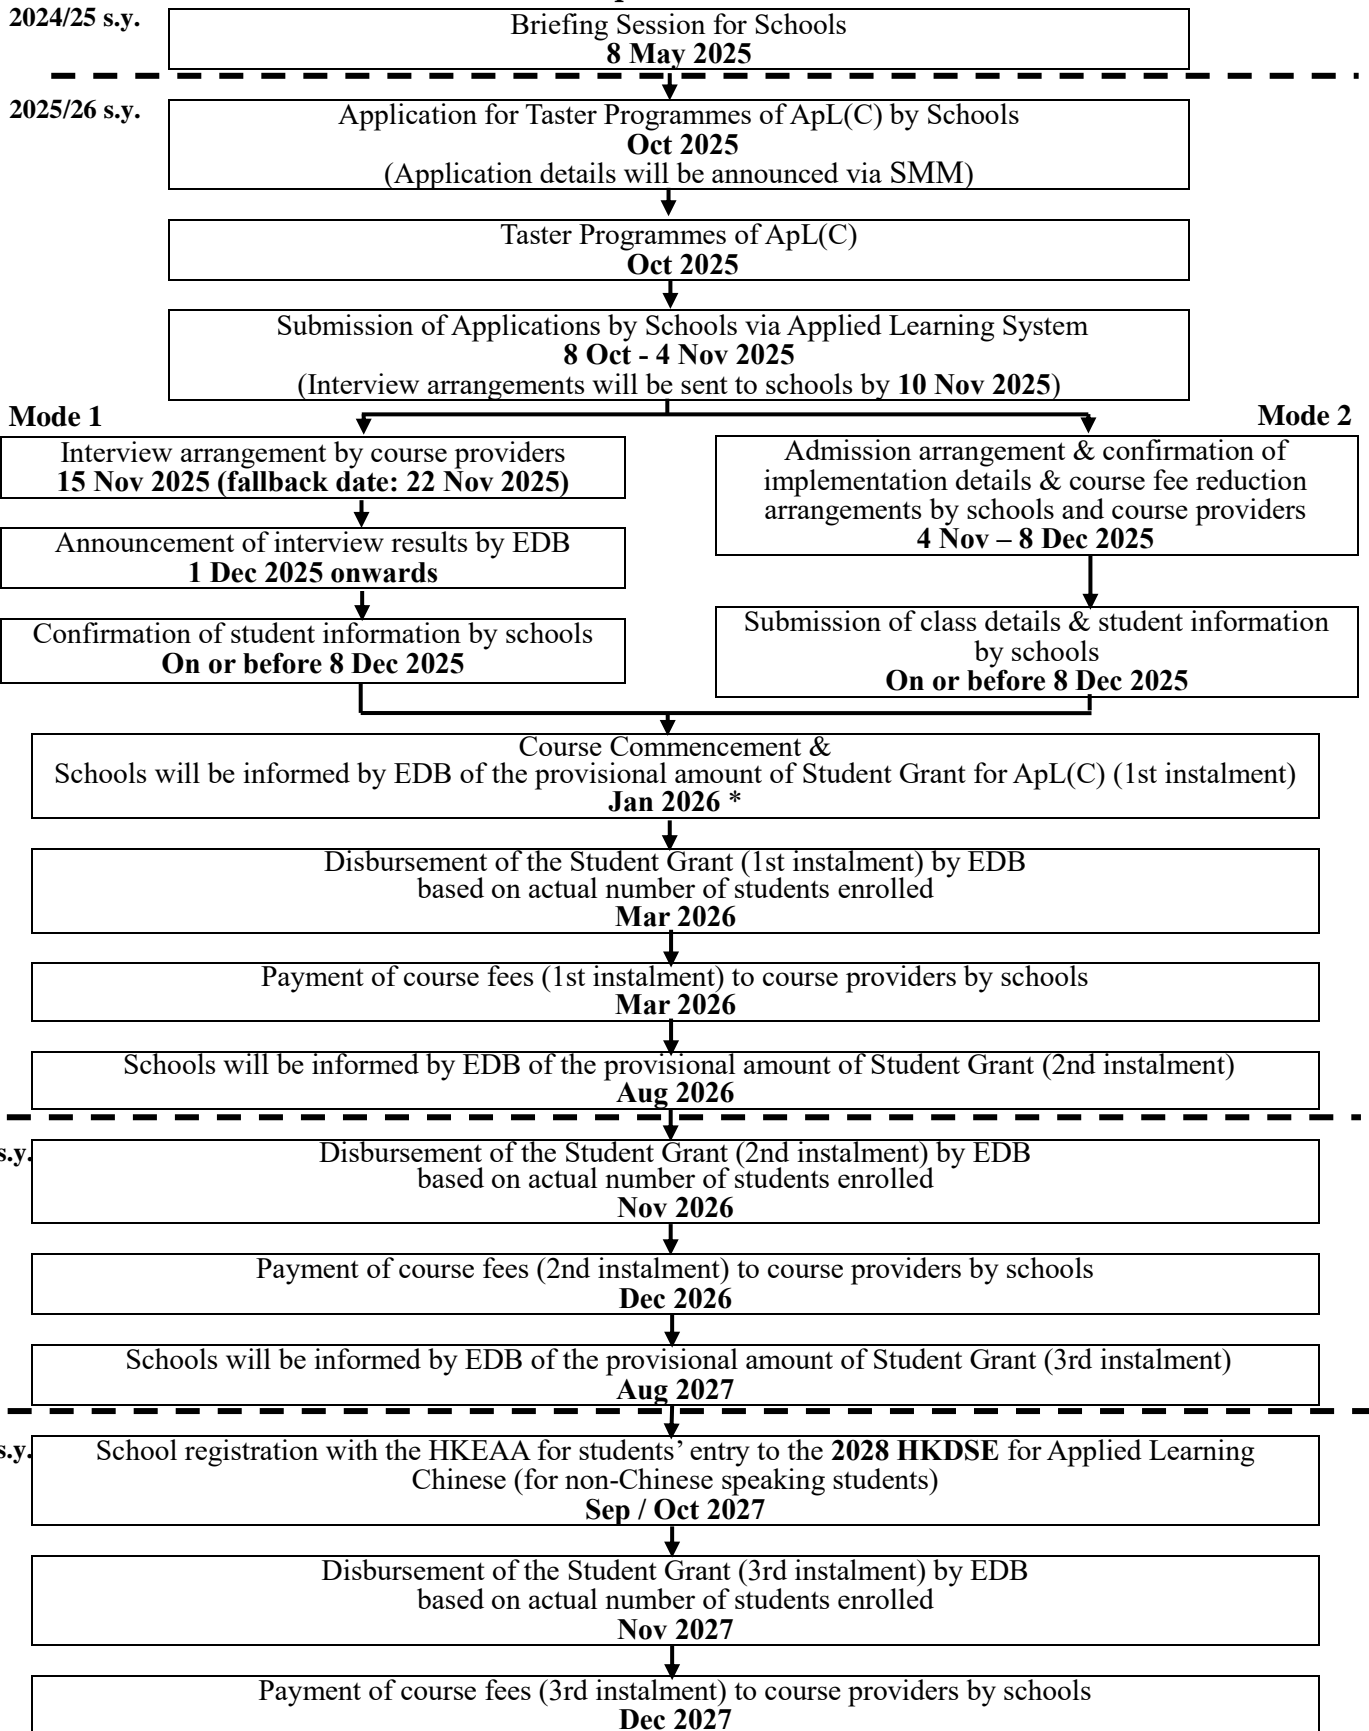 2024/25 s.y.
Briefing Session for Schools
8 May 2025
2025/26 s.y.
Application for Taster Programmes of ApL(C) by Schools
Oct 2025
(Application details will be announced via SMM)
Taster Programmes of ApL(C)
Oct 2025
Submission of Applications by Schools via Applied Learning System
8 Oct - 4 Nov 2025
(Interview arrangements will be sent to schools by 10 Nov 2025)
Mode 1
Interview arrangement by course providers
15 Nov 2025 (fallback date: 22 Nov 2025)
Announcement of interview results by EDB
1 Dec 2025 onwards
Confirmation of student information by schools
On or before 8 Dec 2025
Mode 2
Admission arrangement & confirmation of
implementation details & course fee reduction
arrangements by schools and course providers
4 Nov – 8 Dec 2025
Submission of class details & student information
by schools
On or before 8 Dec 2025
Course Commencement &
Schools will be informed by EDB of the provisional amount of Student Grant for ApL(C) (1st instalment)
Jan 2026 *
Disbursement of the Student Grant (1st instalment) by EDB
based on actual number of students enrolled
Mar 2026
Payment of course fees (1st instalment) to course providers by schools
Mar 2026
Schools will be informed by EDB of the provisional amount of Student Grant (2nd instalment)
Aug 2026
s.y.
Disbursement of the Student Grant (2nd instalment) by EDB
based on actual number of students enrolled
Nov 2026
Payment of course fees (2nd instalment) to course providers by schools
Dec 2026
Schools will be informed by EDB of the provisional amount of Student Grant (3rd instalment)
Aug 2027
s.y.
School registration with the HKEAA for students’ entry to the 2028 HKDSE for Applied Learning
Chinese (for non-Chinese speaking students)
Sep / Oct 2027
Disbursement of the Student Grant (3rd instalment) by EDB
based on actual number of students enrolled
Nov 2027
Payment of course fees (3rd instalment) to course providers by schools
Dec 2027